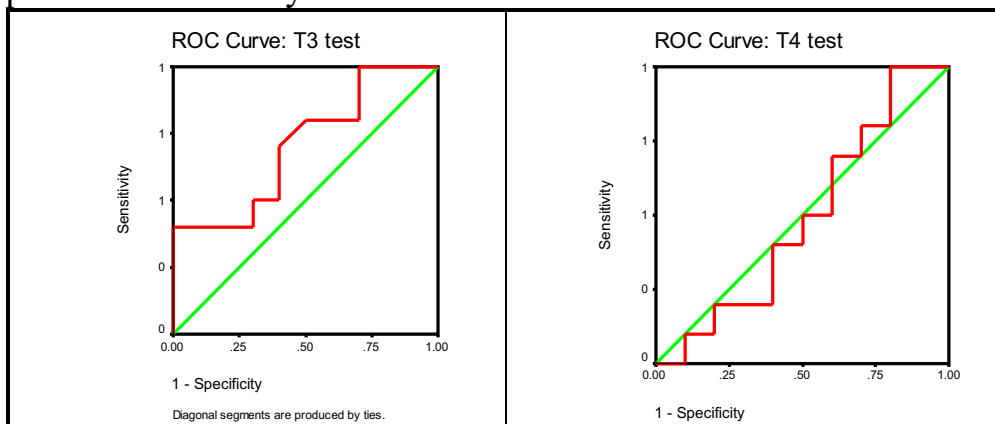 ROC Curve: T3 test
1
1
1
0
0
Sensitivity
0.00 .25 .50 .75 1.00
1 - Specificity
Diagonal segments are produced by ties.
ROC Curve: T4 test
1
1
1
0
0
Sensitivity
0.00 .25 .50 .75 1.00
1 - Specificity